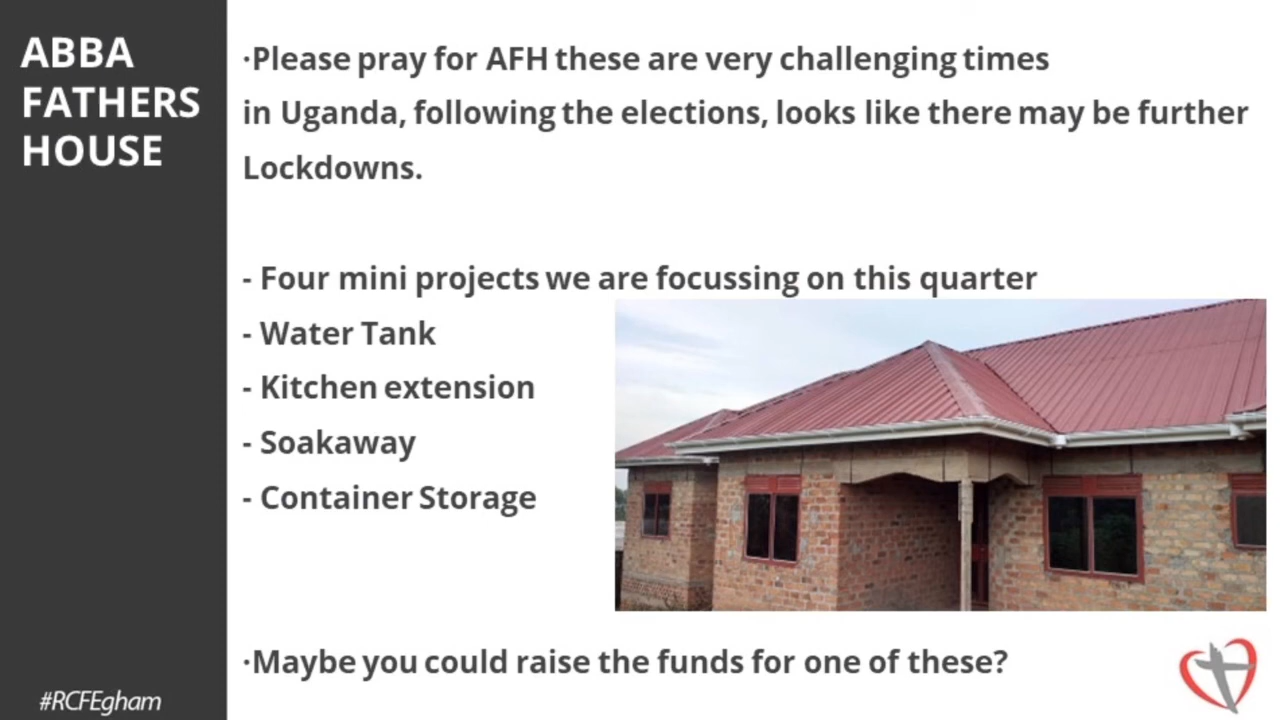 ABBA
FATHERS
HOUSE
·Please pray for AFH these are very challenging times
in Uganda, following the elections, looks like there may be further
Lockdowns.
- Four mini projects we are focussing on this quarter
- Water Tank
- Kitchen extension
- Soakaway
- Container Storage
·Maybe you could raise the funds for one of these?
#RCFEgham